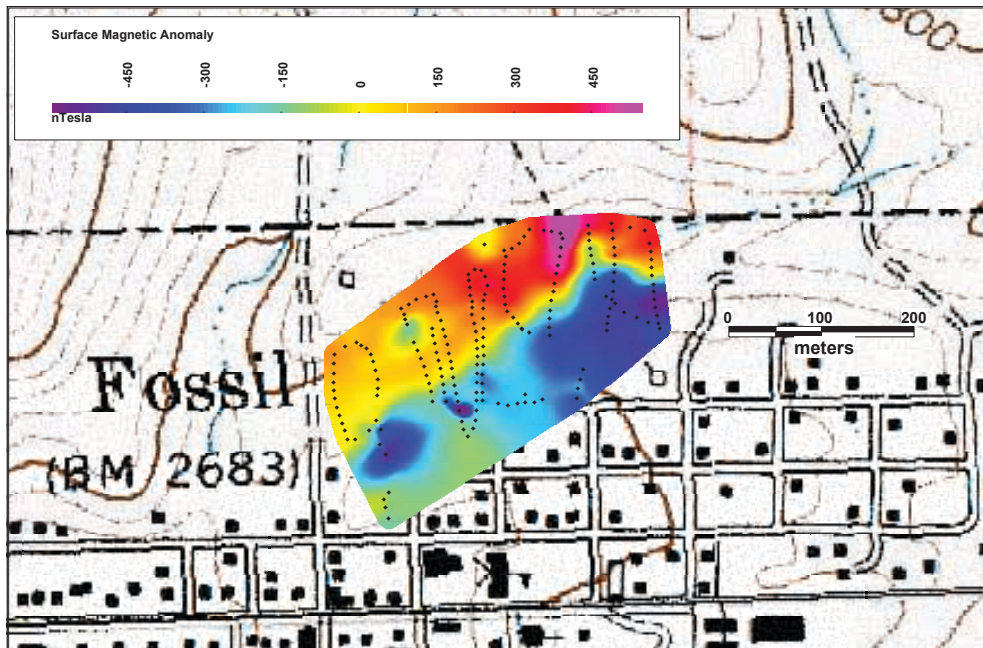 Surface Magnetic Anomaly
-450 -300 -150 0 150 300 450
nTesla
0 100 200
meters
Fossil
(BM 2683)